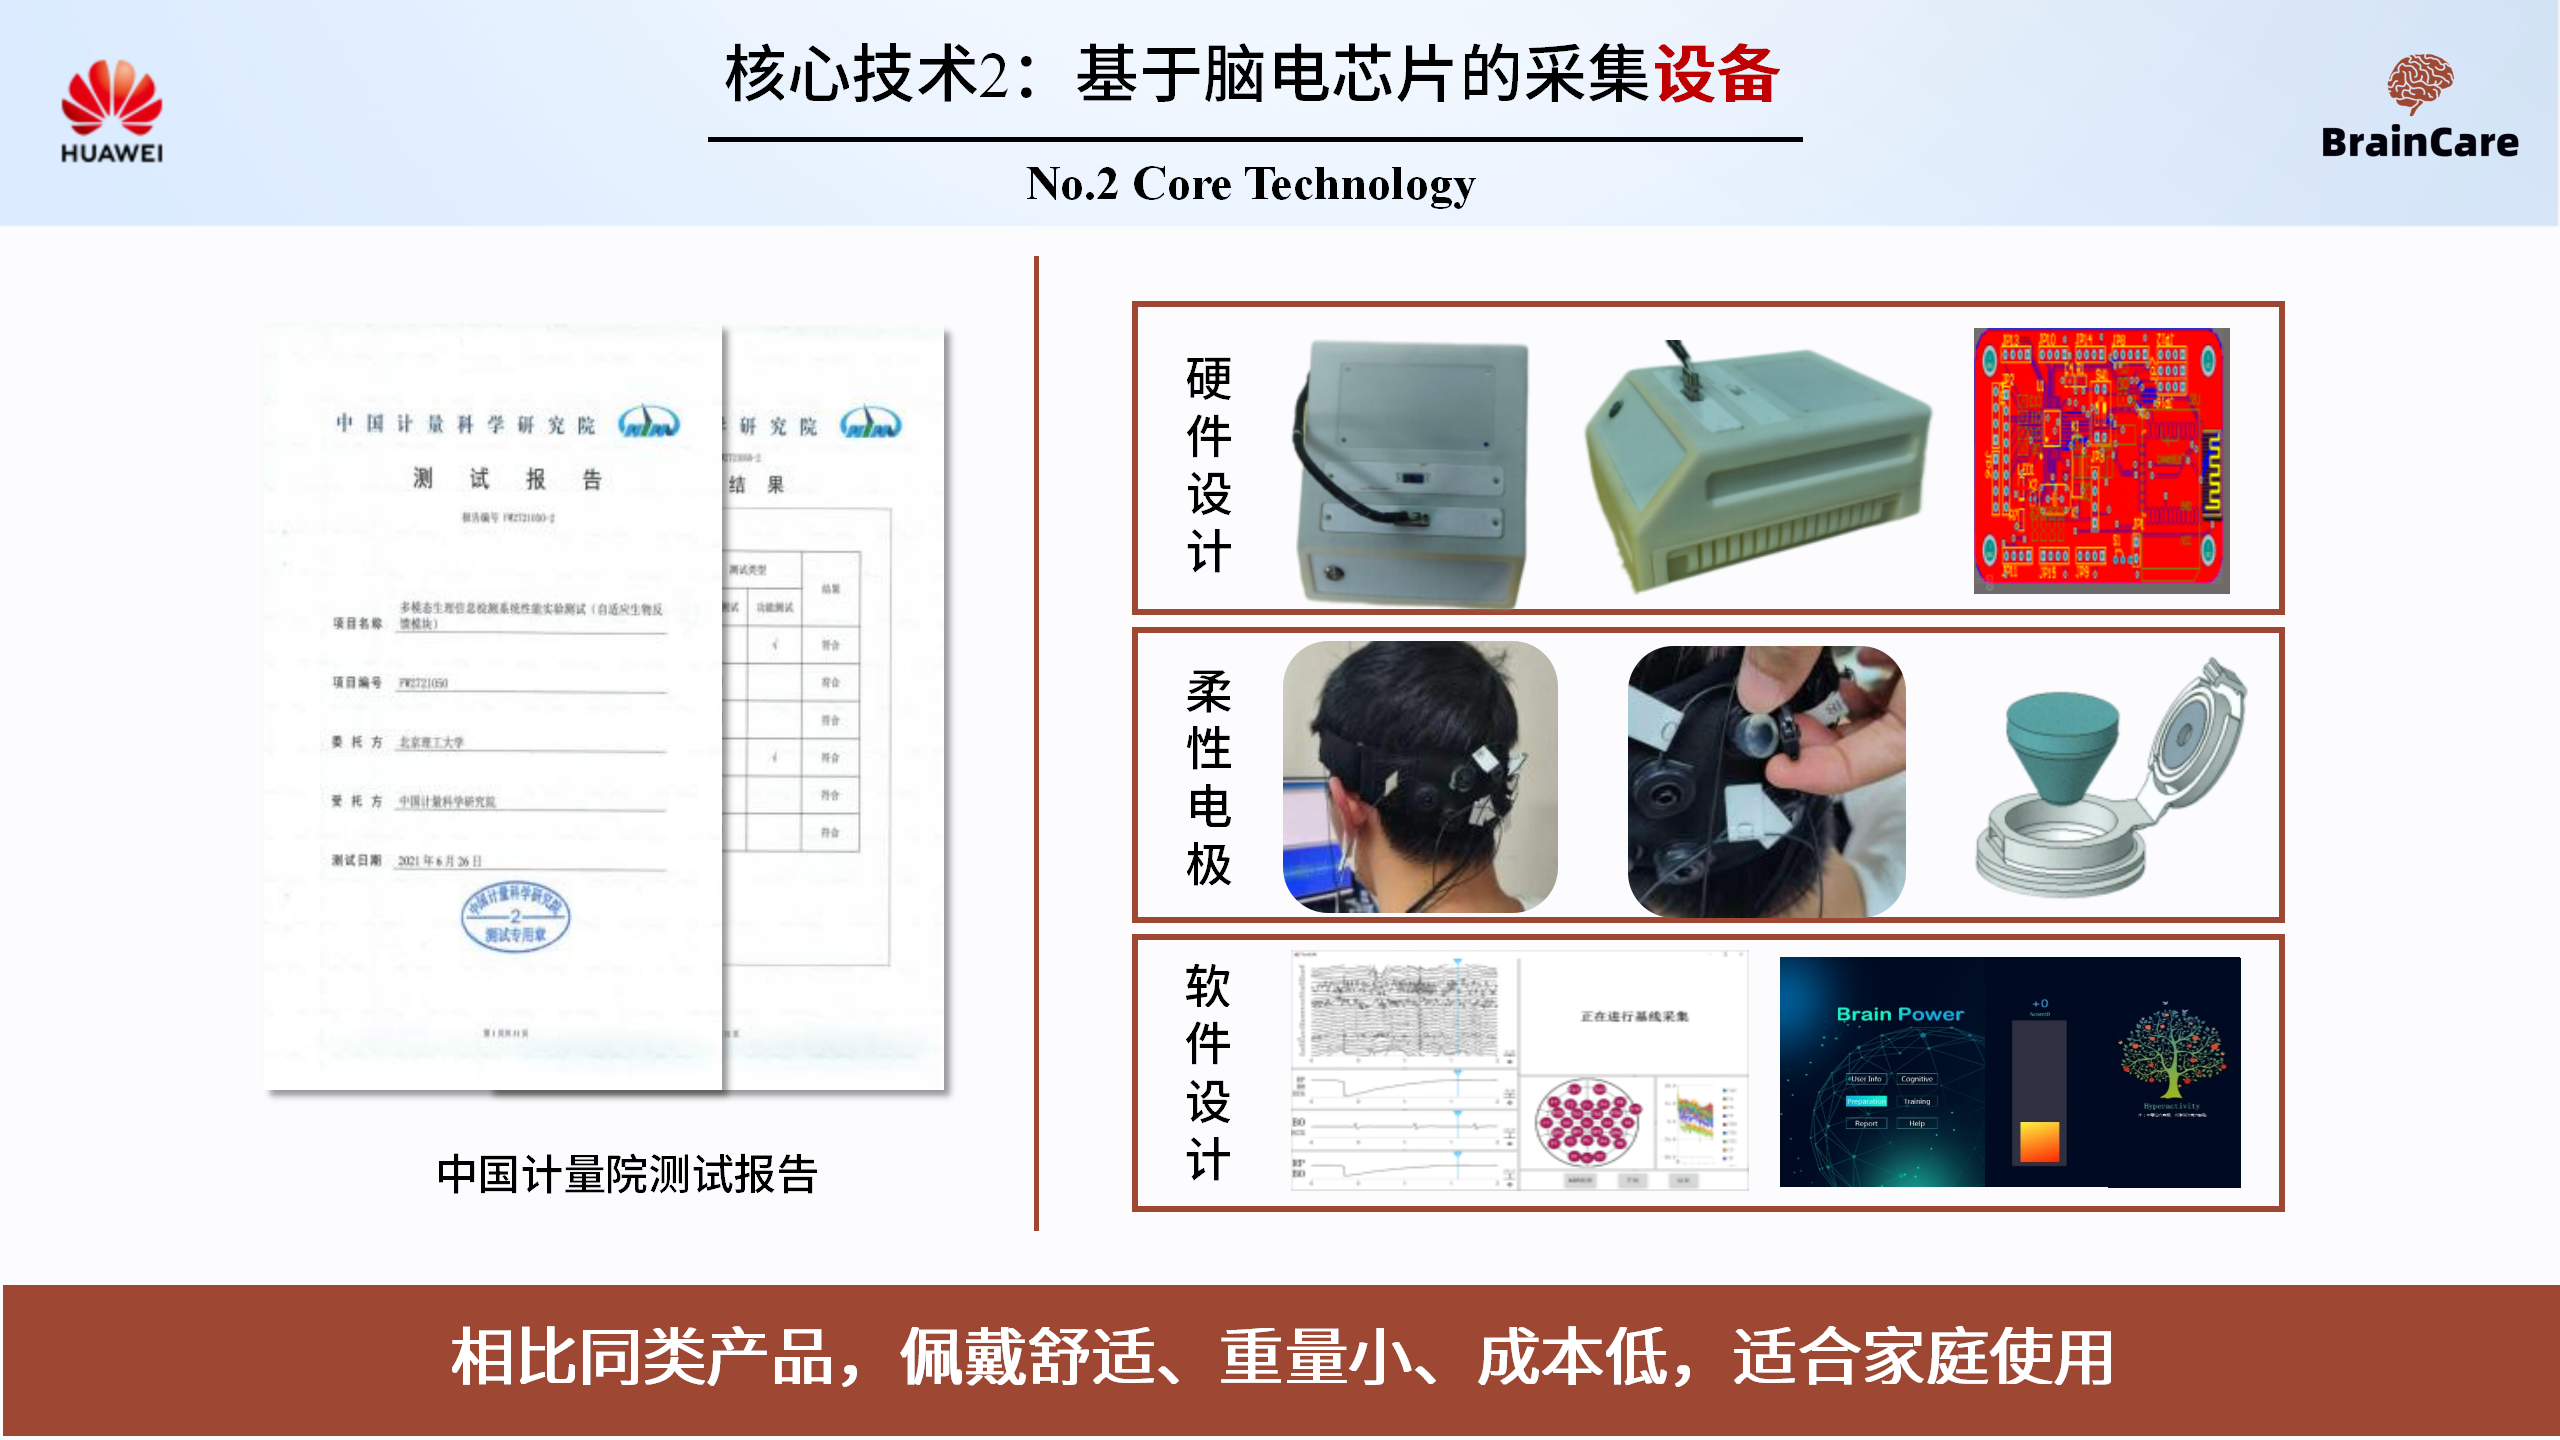 核心技术2：基于脑电芯片的采集设备
No.2 Core Technology
HUAWEI
BrainCare
中国计量科学研究院
测试报告
报告编号 FW2721050-2
项目名称 多模态生理信息检测系统性能实验测试（自适应生物反
馈模块）
项目编号 FW2721050
委托方 北京理工大学
受托方 中国计量科学研究院
测试日期 2021年6月26日
中国计量科学研究院
2
测试专用章
研究院
结果
测试类型
结果
功能测试
√ 符合
符合
符合
√ 符合
符合
符合
中国计量院测试报告
硬件设计
柔性电极
软件设计
正在进行基线采集
Brain Power
User Info Cognitive
Preparation Training
Report Help
+0
Hyperactivity
相比同类产品，佩戴舒适、重量小、成本低，适合家庭使用